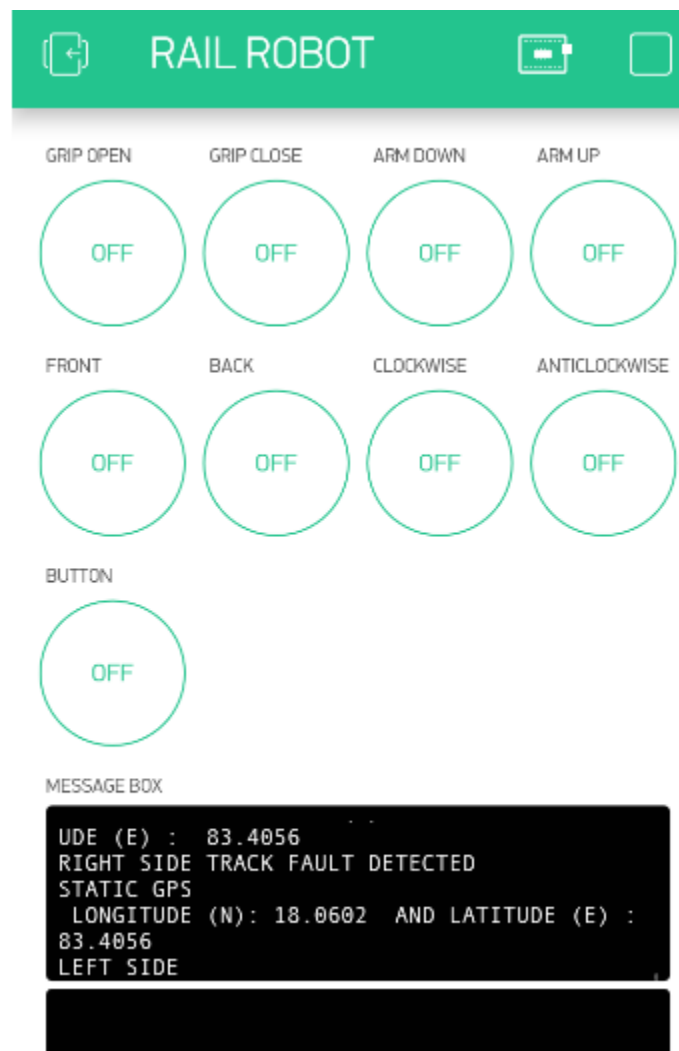 RAIL ROBOT
GRIP OPEN GRIP CLOSE ARM DOWN ARM UP
OFF OFF OFF OFF
FRONT BACK CLOCKWISE ANTICLOCKWISE
OFF OFF OFF OFF
BUTTON
OFF
MESSAGE BOX
UDE (E) : 83.4056
RIGHT SIDE TRACK FAULT DETECTED
STATIC GPS
LONGITUDE (N): 18.0602 AND LATITUDE (E) :
83.4056
LEFT SIDE